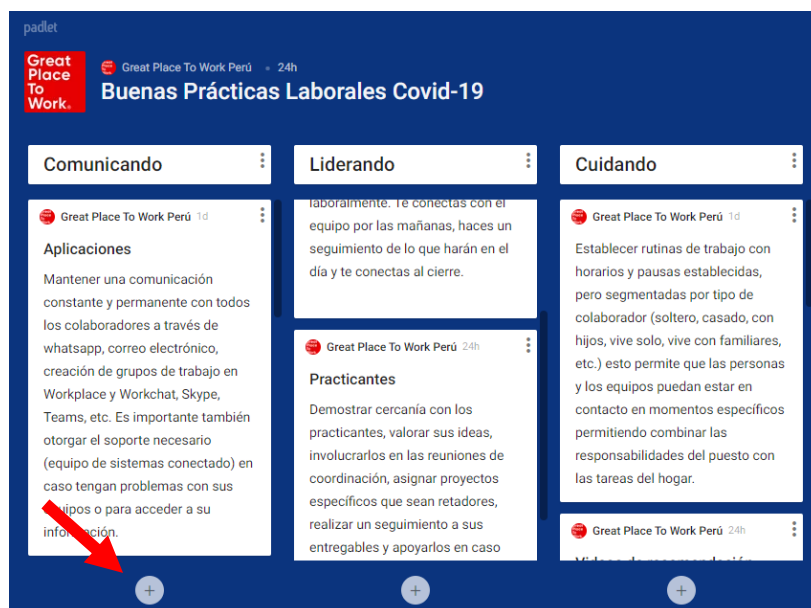 padlet
Great
Place
To
Work.
Great Place To Work Perú • 24h
Buenas Prácticas Laborales Covid-19
Comunicando
Great Place To Work Perú 1d
Aplicaciones
Mantener una comunicación
constante y permanente con todos
los colaboradores a través de
whatsapp, correo electrónico,
creación de grupos de trabajo en
Workplace y Workchat, Skype,
Teams, etc. Es importante también
otorgar el soporte necesario
(equipo de sistemas conectado) en
caso tengan problemas con sus
equipos o para acceder a su
información.
Liderando
laboralmente. Te conectas con el
equipo por las mañanas, haces un
seguimiento de lo que harán en el
día y te conectas al cierre.
Great Place To Work Perú 24h
Practicantes
Demostrar cercanía con los
practicantes, valorar sus ideas,
involucrarlos en las reuniones de
coordinación, asignar proyectos
específicos que sean retadores,
realizar un seguimiento a sus
entregables y apoyarlos en caso
Cuidando
Great Place To Work Perú 1d
Establecer rutinas de trabajo con
horarios y pausas establecidas,
pero segmentadas por tipo de
colaborador (soltero, casado, con
hijos, vive solo, vive con familiares,
etc.) esto permite que las personas
y los equipos puedan estar en
contacto en momentos específicos
permitiendo combinar las
responsabilidades del puesto con
las tareas del hogar.
Great Place To Work Perú 24h